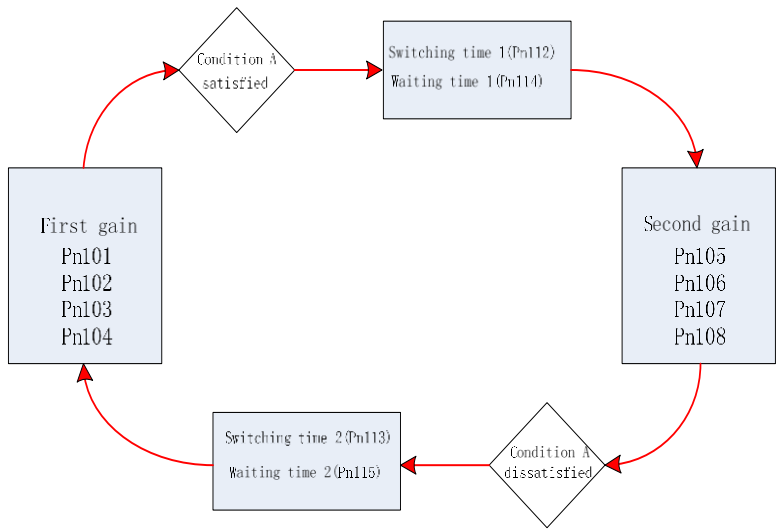 Condition A
satisfied
Switching time 1(Pn112)
Waiting time 1(Pn114)
First gain
Pn101
Pn102
Pn103
Pn104
Second gain
Pn105
Pn106
Pn107
Pn108
Switching time 2(Pn113)
Waiting time 2(Pn115)
Condition A
dissatisfied